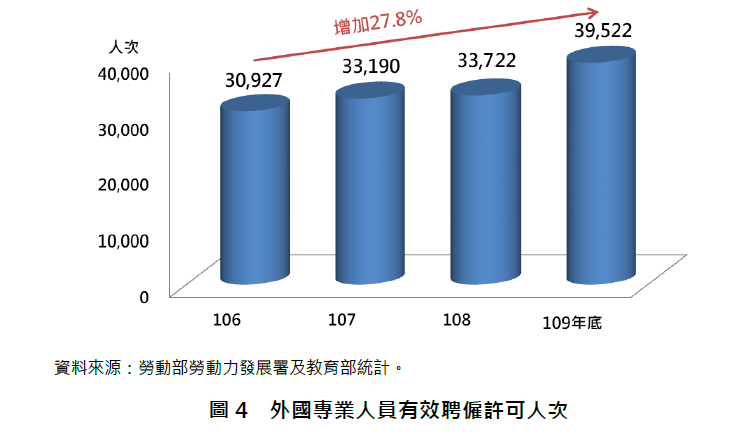 增加27.8%
人次
39,522
33,722
33,190
30,927
40,000
30,000
20,000
10,000
0
106
107
108
109年底
資料來源：勞動部勞動力發展署及教育部統計。
圖 4　外國專業人員有效聘僱許可人次